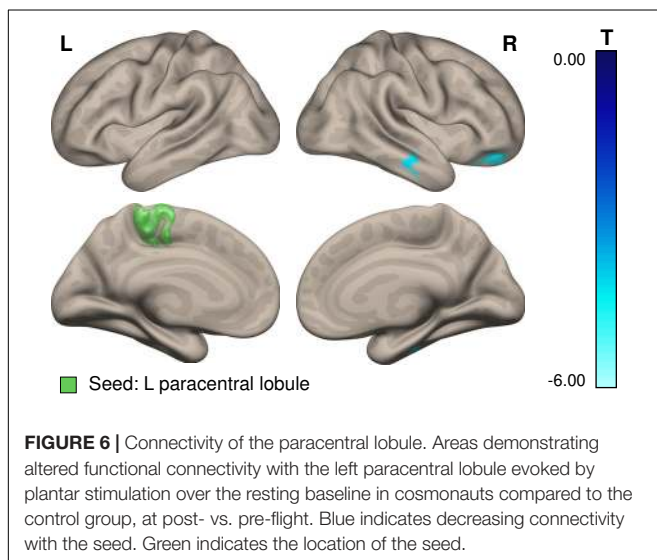 L
R
T
0.00
-6.00
Seed: L paracentral lobule
FIGURE 6 | Connectivity of the paracentral lobule. Areas demonstrating
altered functional connectivity with the left paracentral lobule evoked by
plantar stimulation over the resting baseline in cosmonauts compared to the
control group, at post- vs. pre-flight. Blue indicates decreasing connectivity
with the seed. Green indicates the location of the seed.